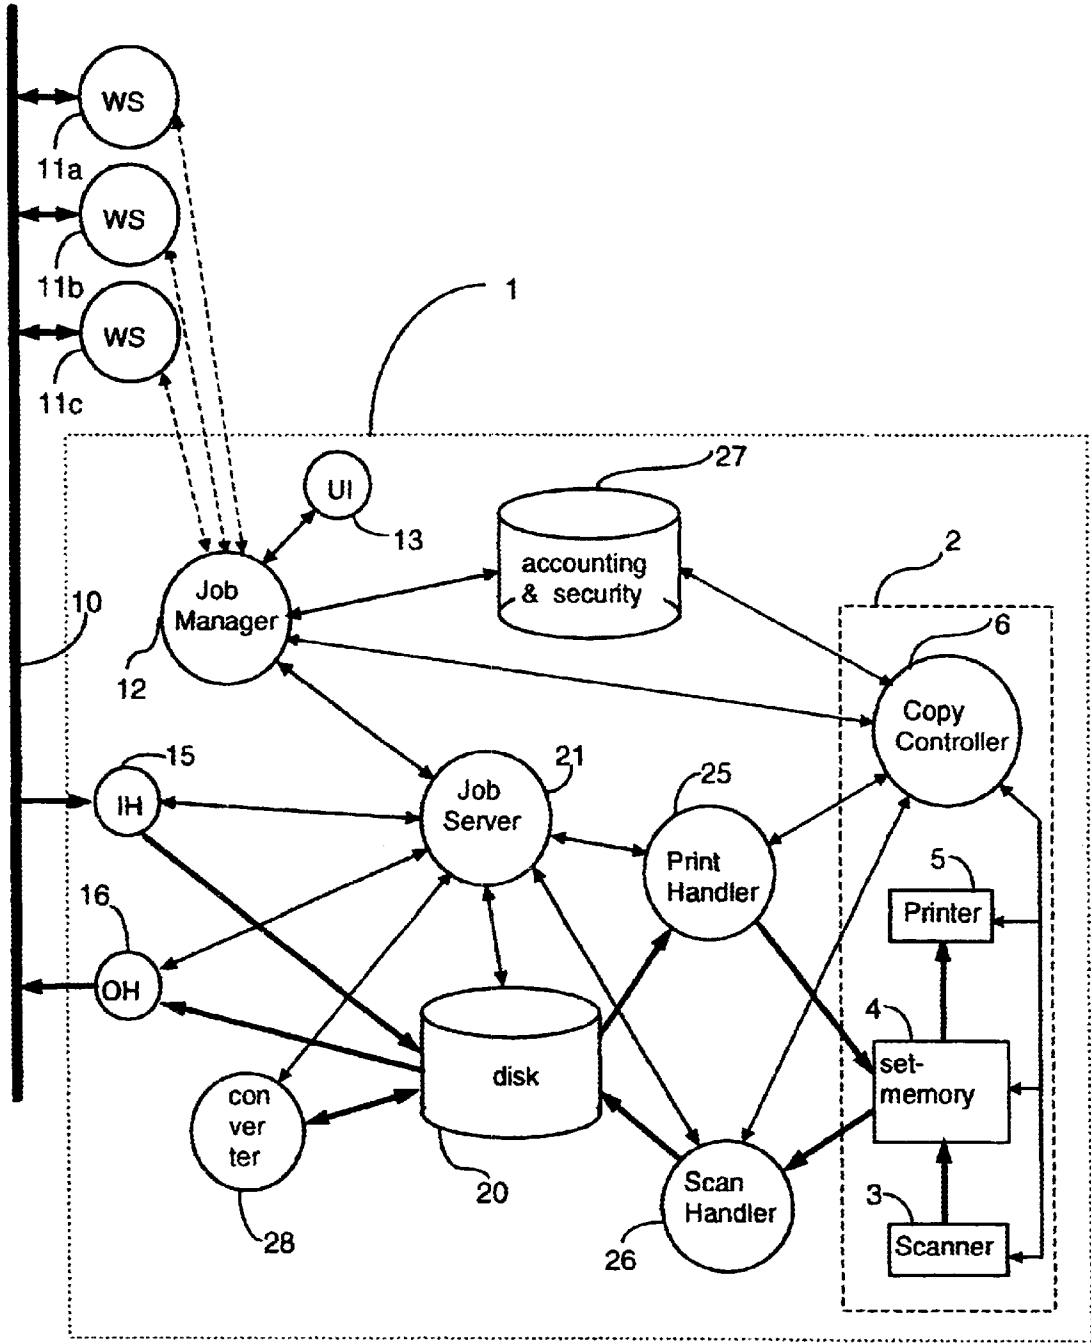 WS
11a
WS
11b
WS
11c
1
UI
13
27
accounting
& security
2
10
Job
Manager
12
6
Copy
Controller
15
IH
Job
Server
21
25
Print
Handler
5
Printer
16
OH
4
set-
memory
disk
con
ver
ter
20
28
Scan
Handler
26
3
Scanner